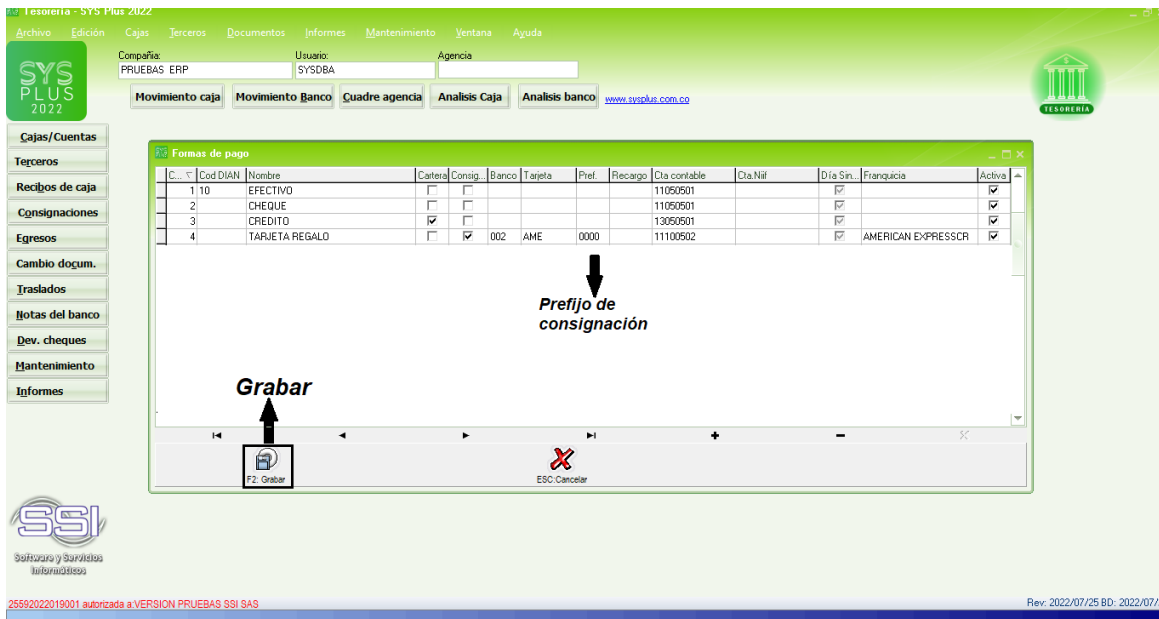 Tesorería - SYS Plus 2022
Archivo Edición Cajas Terceros Documentos Informes Mantenimiento Ventana Ayuda
Compañia: Usuario: Agencia
PRUEBAS ERP SYSDBA
SYS
PLUS
2022
Movimiento caja Movimiento Banco Cuadre agencia Analisis Caja Analisis banco www.sysplus.com.co
TESORERÍA
Cajas/Cuentas
Terceros
Recibos de caja
Consignaciones
Egresos
Cambio docum.
Traslados
Notas del banco
Dev. cheques
Mantenimiento
Informes
Formas de pago
C... Cod DIAN Nombre Cartera Consig... Banco Tarjeta Pref. Recargo Cta contable Cta.Niif Día Sin... Franquicia Activa
1 10 EFECTIVO 11050501
2 CHEQUE 11050501
3 CREDITO 13050501
4 TARJETA REGALO 002 AME 0000 11100502 AMERICAN EXPRESSCR
Prefijo de
consignación
Grabar
F2: Grabar ESC:Cancelar
SSI
Software y Servicios
Informáticos
25592022019001 autorizada a:VERSION PRUEBAS SSI SAS
Rev: 2022/07/25 BD: 2022/07/